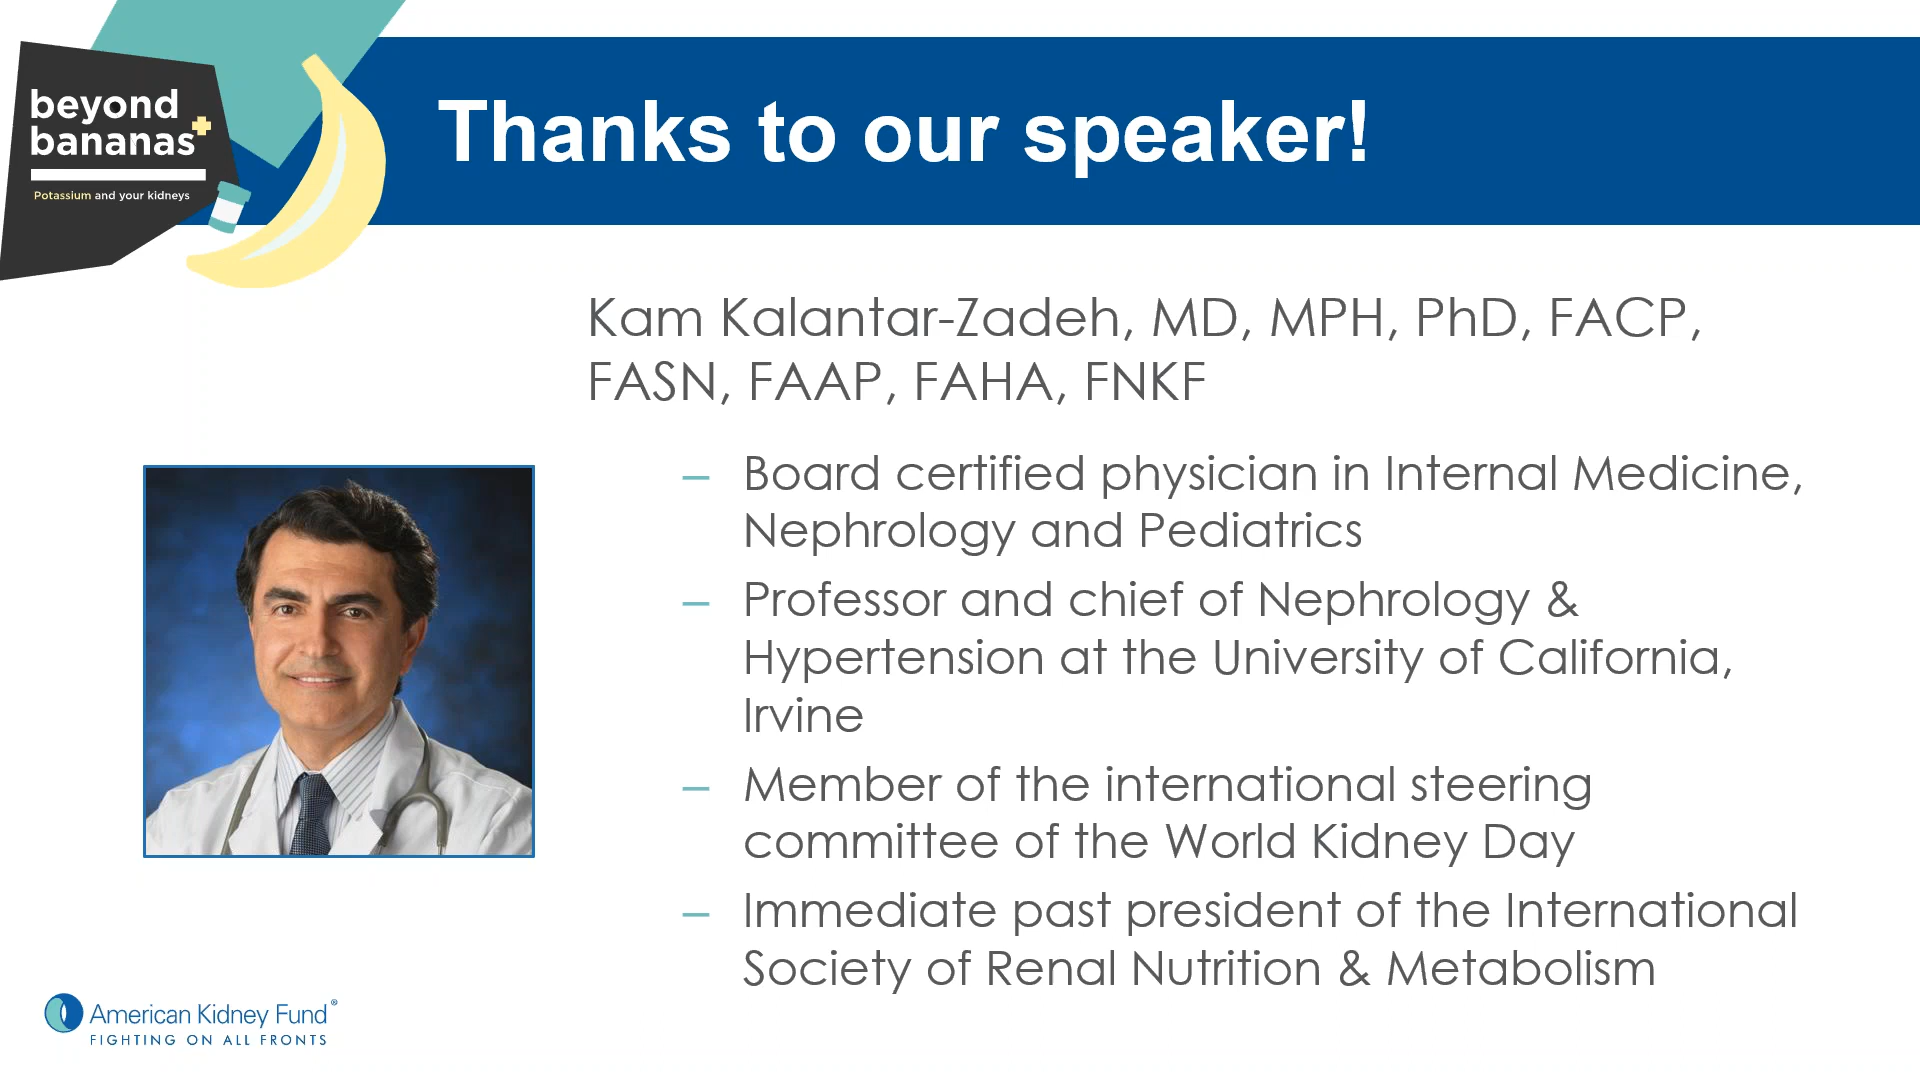 beyond
bananas
Potassium and your kidneys
Thanks to our speaker!
Kam Kalantar-Zadeh, MD, MPH, PhD, FACP,
FASN, FAAP, FAHA, FNKF
– Board certified physician in Internal Medicine,
Nephrology and Pediatrics
– Professor and chief of Nephrology &
Hypertension at the University of California,
Irvine
– Member of the international steering
committee of the World Kidney Day
– Immediate past president of the International
Society of Renal Nutrition & Metabolism
American Kidney Fund®
FIGHTING ON ALL FRONTS